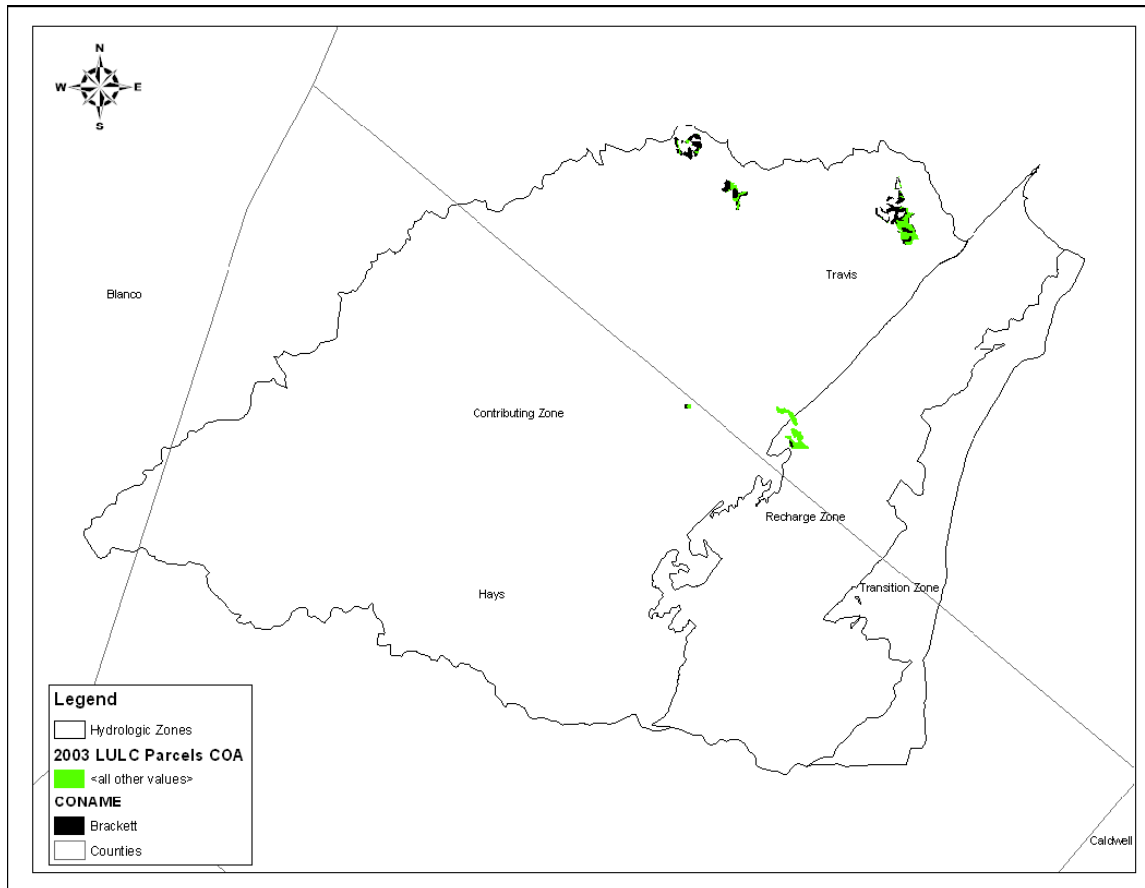 N
W E
S
Travis
Blanco
Contributing Zone
Recharge Zone
Transition Zone
Hays
Legend
Hydrologic Zones
2003 LULC Parcels COA
<all other values>
CONAME
Brackett
Counties
Caldwell